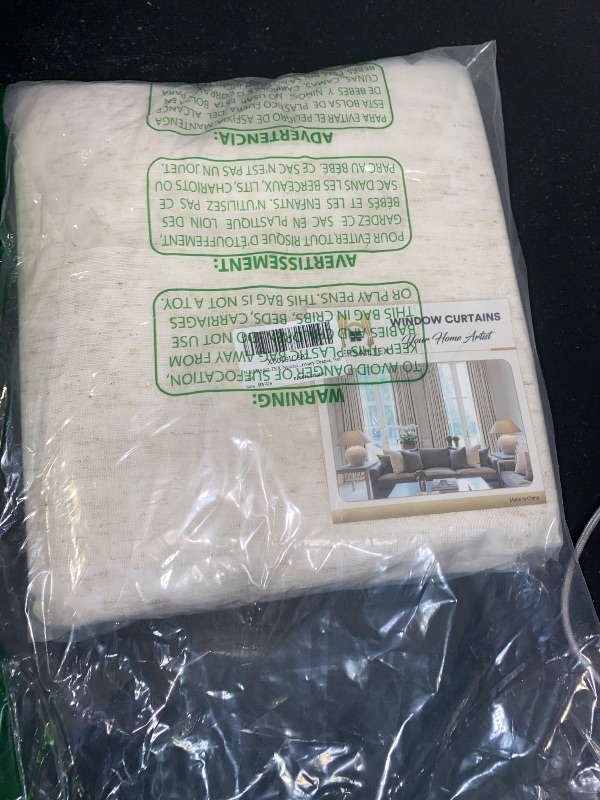 WARNING:
TO AVOID DANGER OF SUFFOCATION,
KEEP THIS PLASTIC BAG AWAY FROM
BABIES AND CHILDREN. DO NOT USE
THIS BAG IN CRIBS, BEDS, CARRIAGES
OR PLAY PENS. THIS BAG IS NOT A TOY.
AVERTISSEMENT:
POUR ÉVITER TOUT RISQUE D'ÉTOUFFEMENT,
GARDEZ CE SAC EN PLASTIQUE LOIN DES
BÉBÉS ET LES ENFANTS. N'UTILISEZ PAS CE
SAC DANS LES BERCEAUX, LITS, CHARIOTS OU
PARC AU BÉBÉ. CE SAC N'EST PAS UN JOUET.
ADVERTENCIA:
PARA EVITAR EL PELIGRO DE ASFIXIA, MANTENGA
ESTA BOLSA DE PLASTICO FUERA DEL ALCANCE
DE BEBÉS Y NIÑOS. NO USAR ESTA BOLSA EN
CUNAS, CAMAS,
WINDOW CURTAINS
Your Home Artist
Made in China